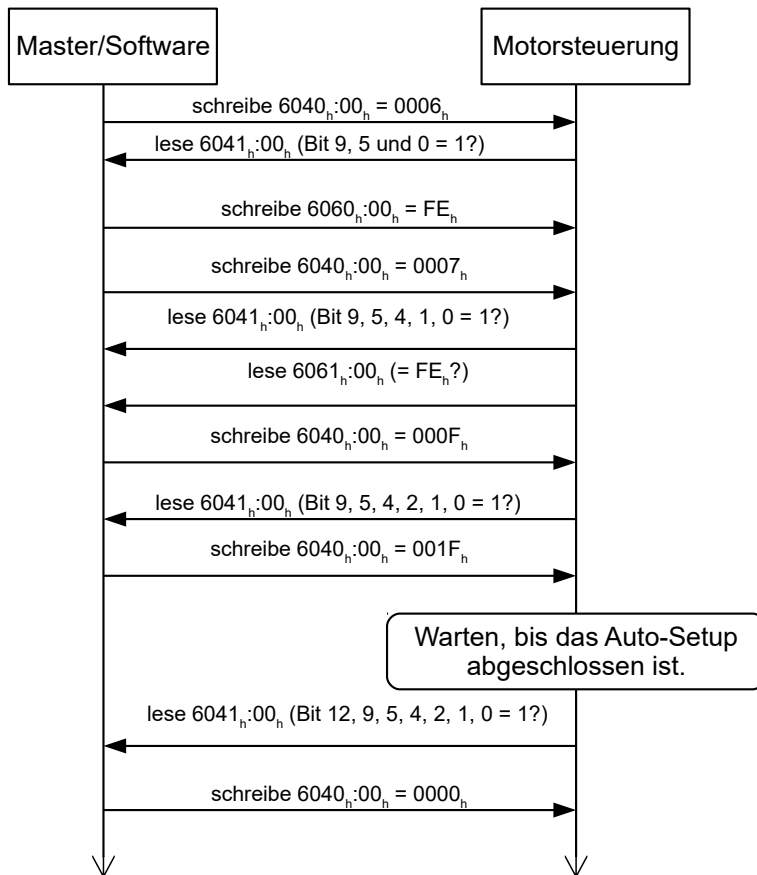 Master/Software
Motorsteuerung
schreibe 6040ₕ:00ₕ = 0006ₕ
lese 6041ₕ:00ₕ (Bit 9, 5 und 0 = 1?)
schreibe 6060ₕ:00ₕ = FEₕ
schreibe 6040ₕ:00ₕ = 0007ₕ
lese 6041ₕ:00ₕ (Bit 9, 5, 4, 1, 0 = 1?)
lese 6061ₕ:00ₕ (= FEₕ?)
schreibe 6040ₕ:00ₕ = 000Fₕ
lese 6041ₕ:00ₕ (Bit 9, 5, 4, 2, 1, 0 = 1?)
schreibe 6040ₕ:00ₕ = 001Fₕ
Warten, bis das Auto-Setup
abgeschlossen ist.
lese 6041ₕ:00ₕ (Bit 12, 9, 5, 4, 2, 1, 0 = 1?)
schreibe 6040ₕ:00ₕ = 0000ₕ